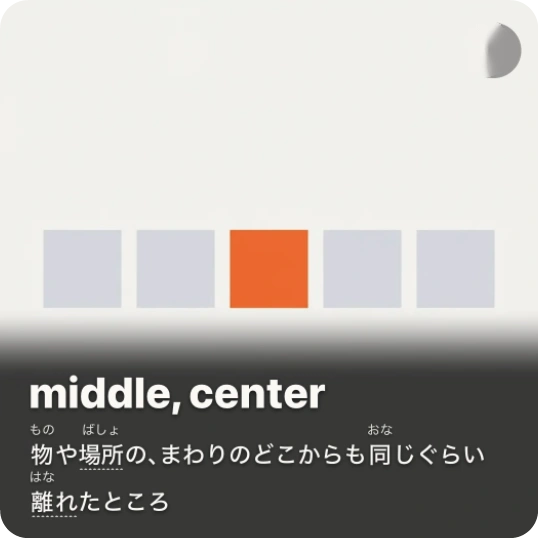 middle, center
もの ばしょ おな
物や場所の、まわりのどこからも同じぐらい
はな
離れたところ